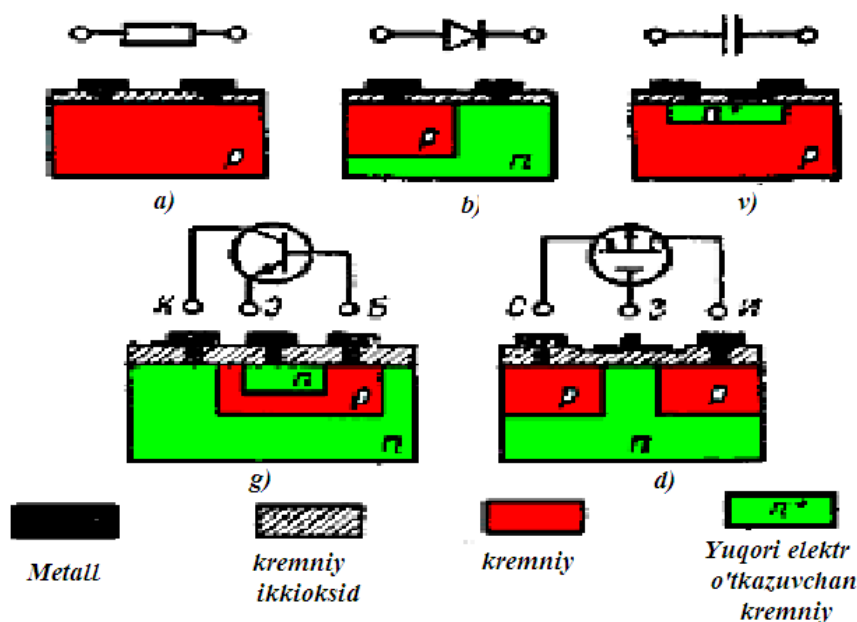 p
a)
p
n
b)
n
p
v)
К Э Б
n
p
n
g)
С З И
p
p
n
d)
n+
Metall
kremniy
ikkioksid
kremniy
Yuqori elektr
o'tkazuvchan
kremniy